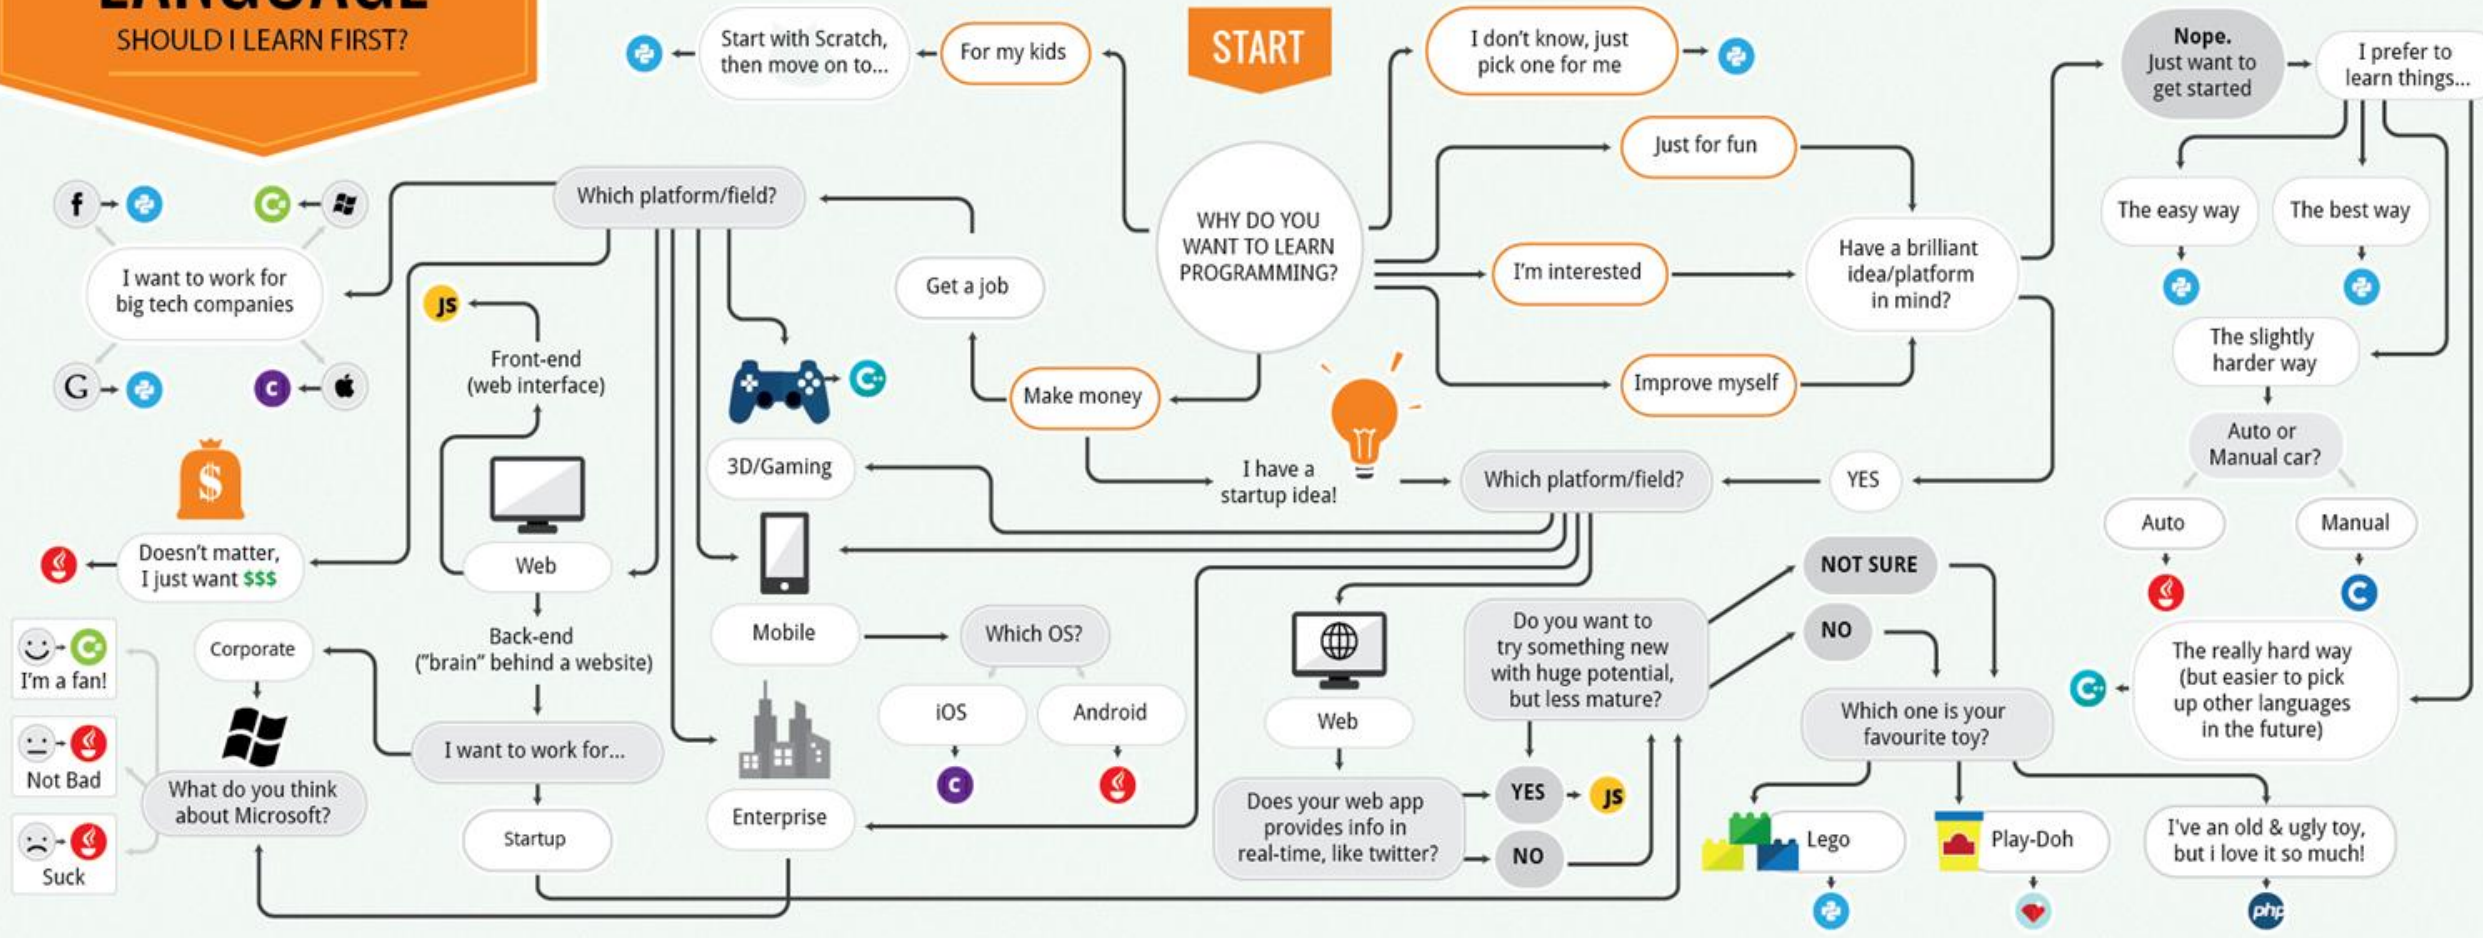 LANGUAGE
SHOULD I LEARN FIRST?
START
Start with Scratch,
then move on to...
For my kids
I don't know, just
pick one for me
Nope.
Just want to
get started
I prefer to
learn things...
Just for fun
Which platform/field?
WHY DO YOU
WANT TO LEARN
PROGRAMMING?
The easy way
The best way
f
I want to work for
big tech companies
G
C
JS
Get a job
I'm interested
Have a brilliant
idea/platform
in mind?
Front-end
(web interface)
C++
Make money
Improve myself
The slightly
harder way
Auto or
Manual car?
$
3D/Gaming
I have a
startup idea!
Which platform/field?
YES
Auto
Manual
C
Doesn't matter,
I just want $$$
Web
NOT SURE
NO
Do you want to
try something new
with huge potential,
but less mature?
Mobile
Which OS?
iOS
Android
C
Corporate
Back-end
("brain" behind a website)
The really hard way
(but easier to pick
up other languages
in the future)
C++
I'm a fan!
Not Bad
Suck
What do you think
about Microsoft?
I want to work for...
Startup
Enterprise
Web
Which one is your
favourite toy?
Does your web app
provides info in
real-time, like twitter?
YES
JS
NO
Lego
Play-Doh
I've an old & ugly toy,
but i love it so much!
php